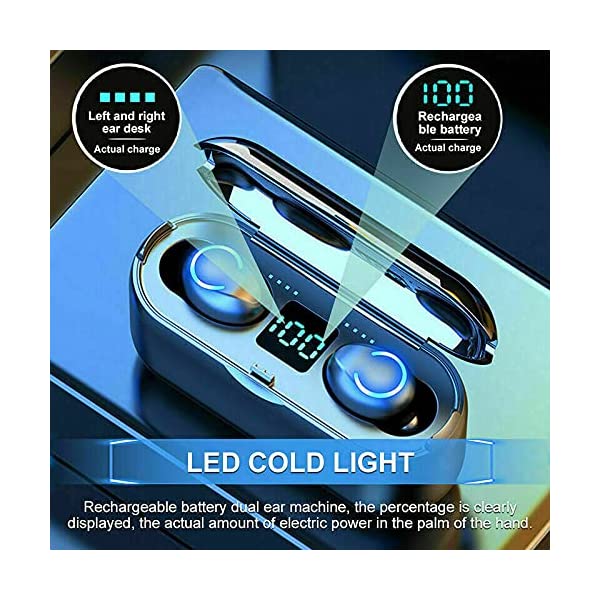 Left and right
ear desk
Actual charge
100
Rechargea
ble battery
Actual charge
100
LED COLD LIGHT
Rechargeable battery dual ear machine, the percentage is clearly
displayed, the actual amount of electric power in the palm of the hand.